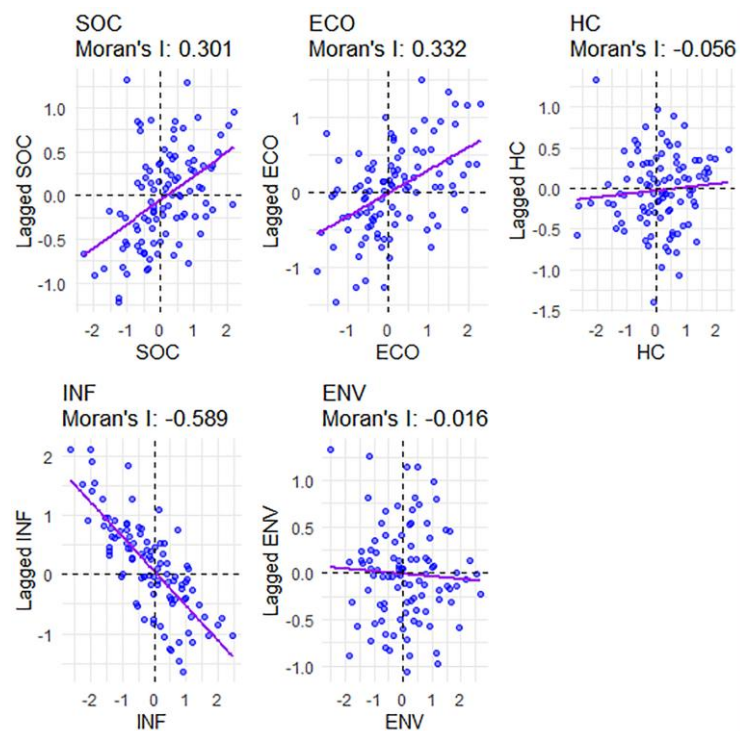 SOC
Moran's I: 0.301
Lagged SOC
1.0
0.5
0.0
-0.5
-1.0
-2 -1 0 1 2
SOC
ECO
Moran's I: 0.332
Lagged ECO
1
0
-1
-1 0 1 2
ECO
HC
Moran's I: -0.056
Lagged HC
1.0
0.5
0.0
-0.5
-1.0
-1.5
-2 -1 0 1 2
HC
INF
Moran's I: -0.589
Lagged INF
2
1
0
-1
-2 -1 0 1 2
INF
ENV
Moran's I: -0.016
Lagged ENV
1.0
0.5
0.0
-0.5
-1.0
-2 -1 0 1 2
ENV